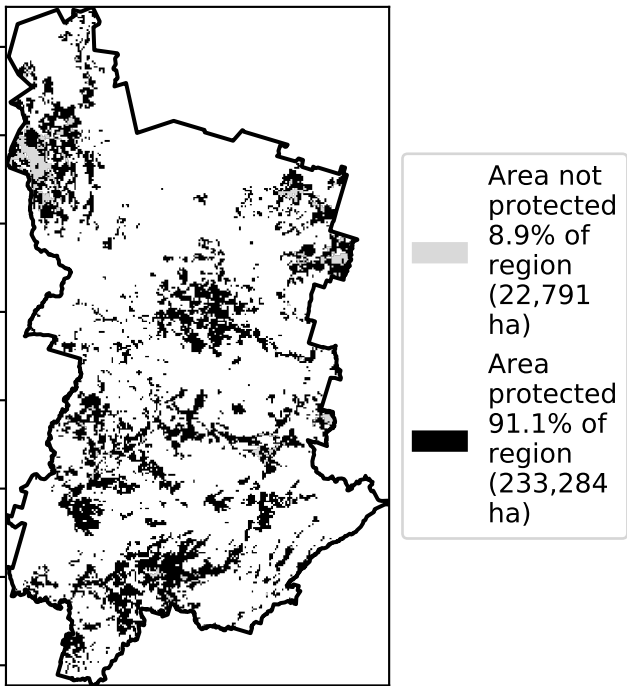 Area not
protected
8.9% of
region
(22,791
ha)
Area
protected
91.1% of
region
(233,284
ha)